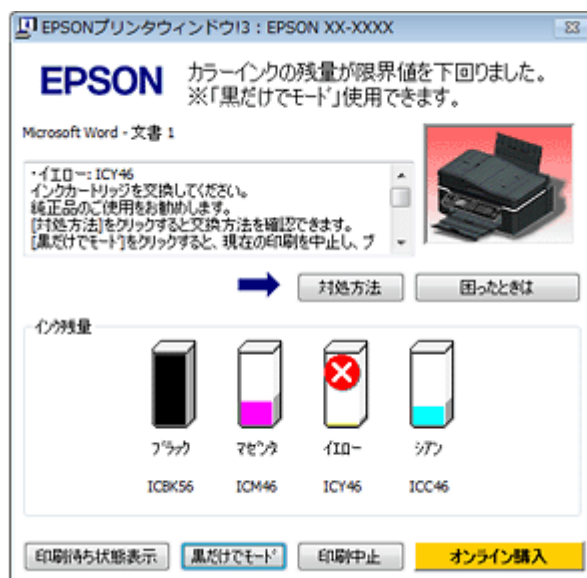 EPSONプリンタウィンドウ!3 : EPSON XX-XXXX
EPSON
カラーインクの残量が限界値を下回りました。
※「黒だけでモード」使用できます。
Microsoft Word - 文書 1
・イエロー: ICY46
インクカートリッジを交換してください。
純正品のご使用をお勧めします。
[対処方法]をクリックすると交換方法を確認できます。
[黒だけでモード]をクリックすると、現在の印刷を中止し、ブ
対処方法
困ったときは
インク残量
ブラック
マゼンタ
イエロー
シアン
ICBK56
ICM46
ICY46
ICC46
印刷待ち状態表示
黒だけでモード
印刷中止
オンライン購入